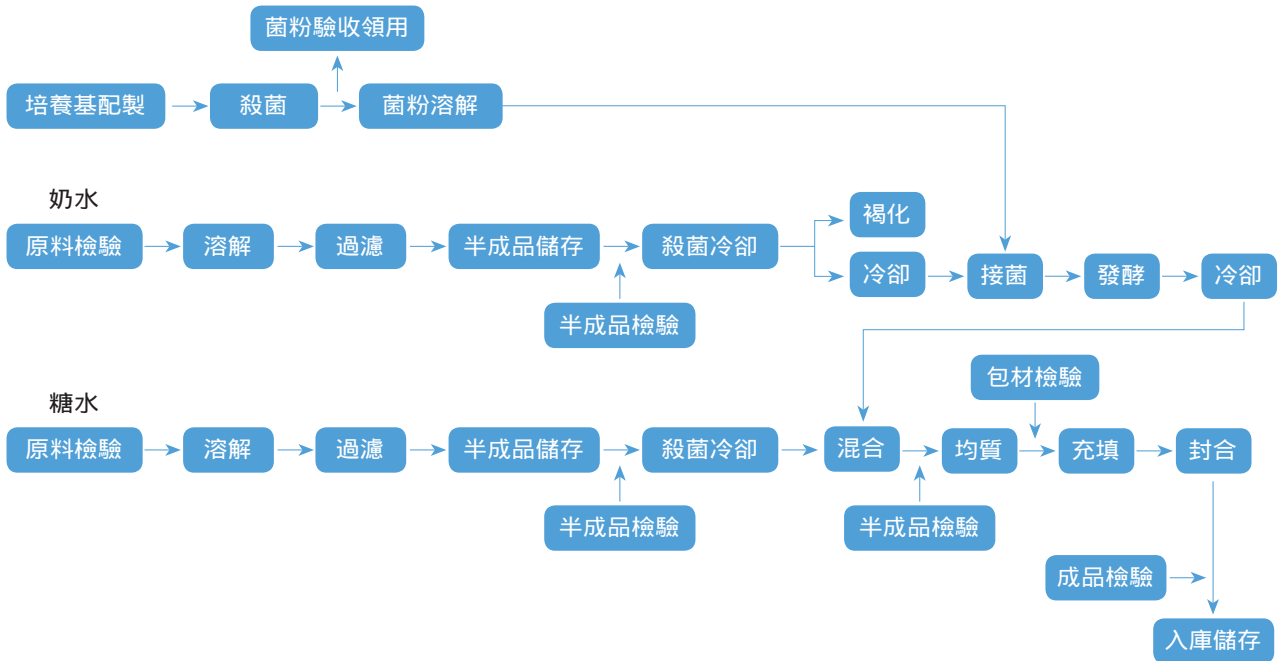 菌粉驗收領用
培養基配製
殺菌
菌粉溶解
奶水
原料檢驗
溶解
過濾
半成品儲存
殺菌冷卻
褐化
冷卻
接菌
發酵
冷卻
半成品檢驗
包材檢驗
糖水
原料檢驗
溶解
過濾
半成品儲存
殺菌冷卻
混合
均質
充填
封合
半成品檢驗
半成品檢驗
成品檢驗
入庫儲存